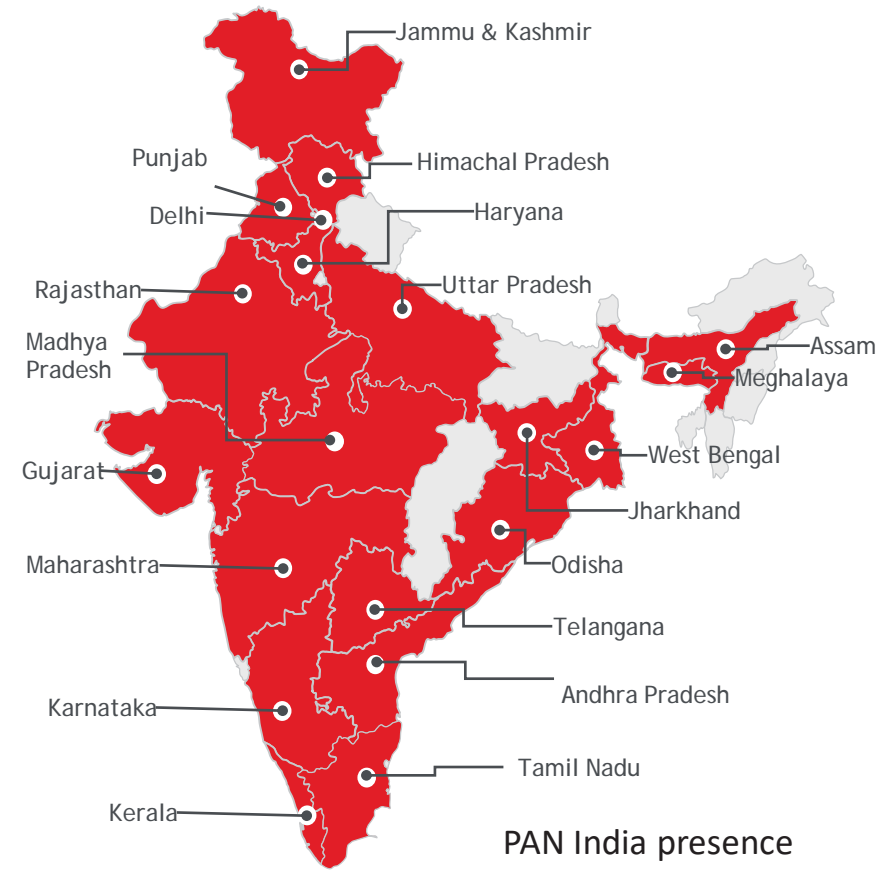 Jammu & Kashmir
Punjab
Himachal Pradesh
Delhi
Haryana
Rajasthan
Uttar Pradesh
Madhya
Pradesh
Assam
Meghalaya
Gujarat
West Bengal
Jharkhand
Maharashtra
Odisha
Telangana
Andhra Pradesh
Karnataka
Tamil Nadu
Kerala
PAN India presence